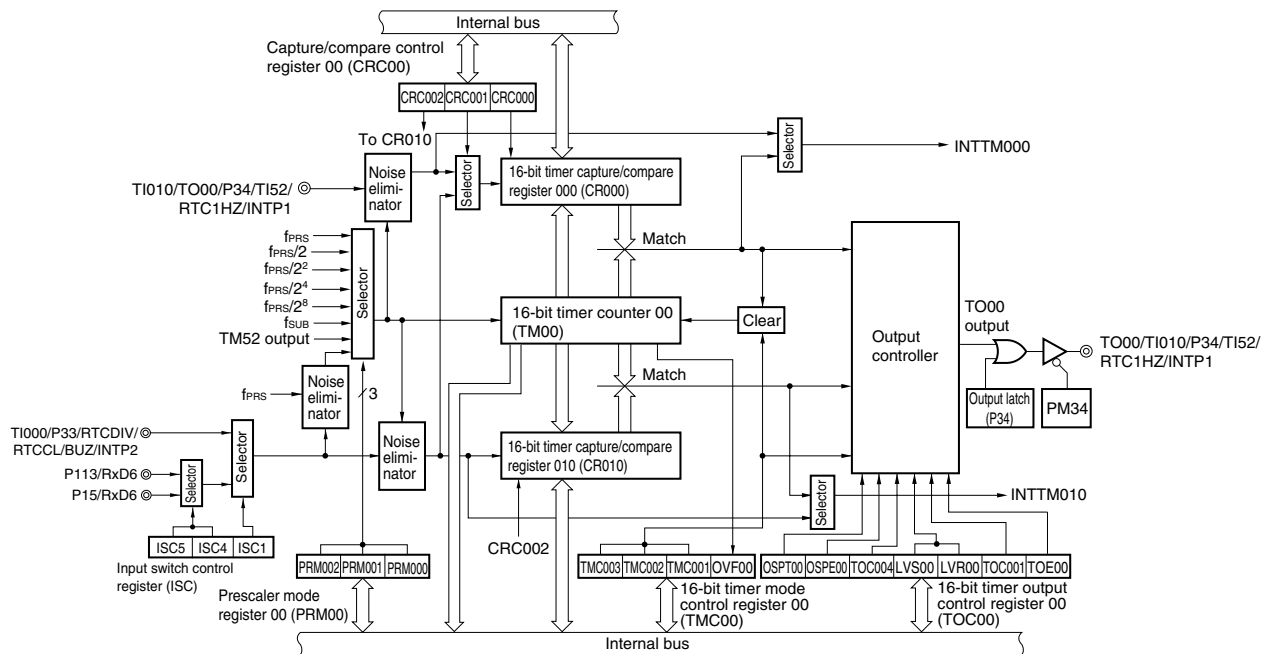 Internal bus
Capture/compare control
register 00 (CRC00)
CRC002 CRC001 CRC000
To CR010
TI010/TO00/P34/TI52/
RTC1HZ/INTP1
Noise
elimi-
nator
Selector
16-bit timer capture/compare
register 000 (CR000)
Selector
INTTM000
Match
fPRS
fPRS/2
fPRS/2²
fPRS/2⁴
fPRS/2⁸
fSUB
TM52 output
Selector
16-bit timer counter 00
(TM00)
Clear
Output
controller
TO00
output
TO00/TI010/P34/TI52/
RTC1HZ/INTP1
Output latch
(P34)
PM34
Match
fPRS
Noise
elimi-
nator
3
TI000/P33/RTCDIV/
RTCCL/BUZ/INTP2
P113/RxD6
P15/RxD6
Selector
Selector
Noise
elimi-
nator
16-bit timer capture/compare
register 010 (CR010)
Selector
INTTM010
CRC002
ISC5 ISC4 ISC1
Input switch control
register (ISC)
PRM002 PRM001 PRM000
Prescaler mode
register 00 (PRM00)
TMC003 TMC002 TMC001 OVF00
16-bit timer mode
control register 00
(TMC00)
OSPT00 OSPE00 TOC004 LVS00 LVR00 TOC001 TOE00
16-bit timer output
control register 00
(TOC00)
Internal bus